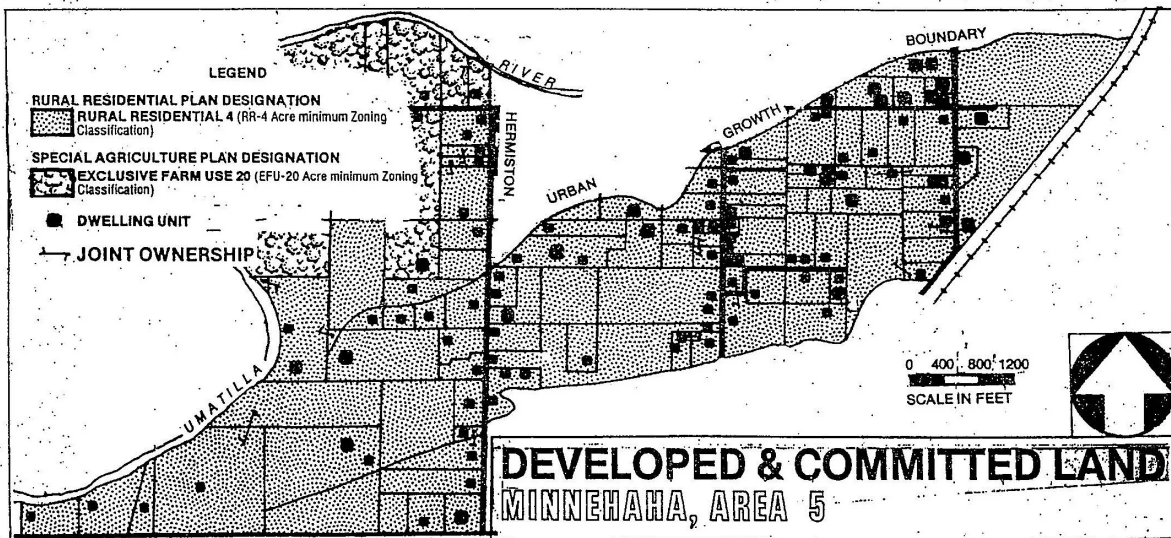 LEGEND
RURAL RESIDENTIAL PLAN DESIGNATION
RURAL RESIDENTIAL 4 (RR-4 Acre minimum Zoning
Classification)
SPECIAL AGRICULTURE PLAN DESIGNATION
EXCLUSIVE FARM USE 20 (EFU-20 Acre minimum Zoning
Classification)
DWELLING UNIT
JOINT OWNERSHIP
RIVER
HERMISTON
URBAN
GROWTH
BOUNDARY
UMATILLA
0 400 800 1200
SCALE IN FEET
DEVELOPED & COMMITTED LAND
MINNEHAHA, AREA 5